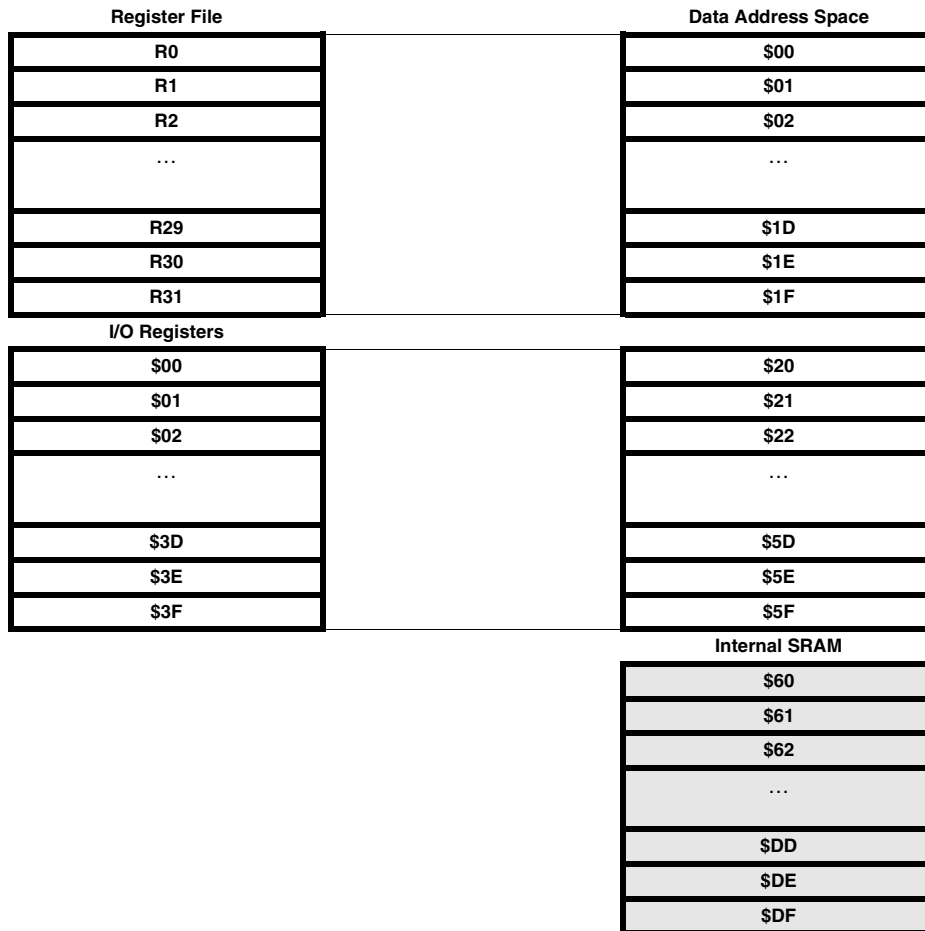 Register File Data Address Space
R0 $00
R1 $01
R2 $02
... ...
R29 $1D
R30 $1E
R31 $1F
I/O Registers
$00 $20
$01 $21
$02 $22
... ...
$3D $5D
$3E $5E
$3F $5F
Internal SRAM
$60
$61
$62
...
$DD
$DE
$DF